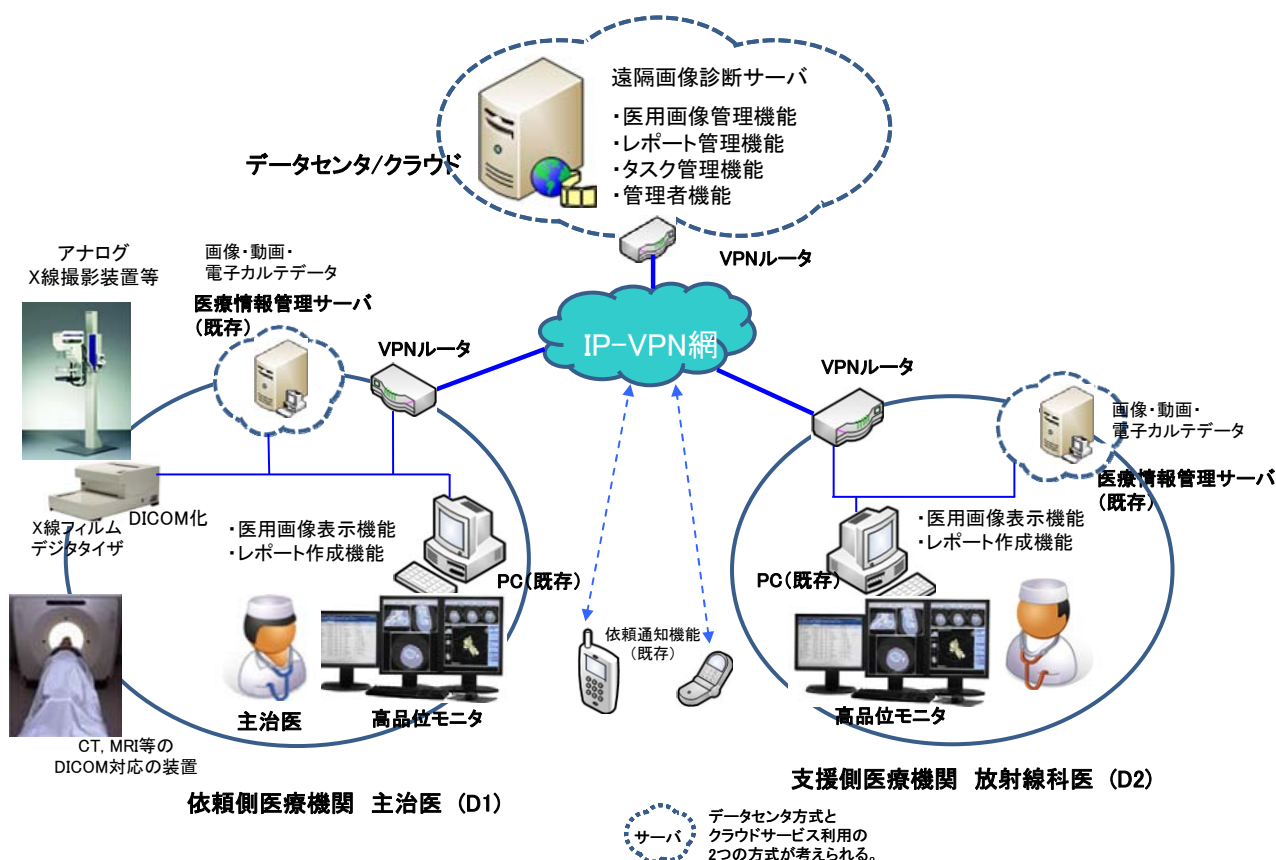 遠隔画像診断サーバ
・医用画像管理機能
・レポート管理機能
・タスク管理機能
・管理者機能
データセンタ/クラウド
VPNルータ
アナログ
X線撮影装置等
画像・動画・
電子カルテデータ
医療情報管理サーバ
(既存)
VPNルータ
IP-VPN網
VPNルータ
画像・動画・
電子カルテデータ
医療情報管理サーバ
(既存)
DICOM化
X線フィルム
デジタイザ
・医用画像表示機能
・レポート作成機能
PC(既存)
・医用画像表示機能
・レポート作成機能
PC(既存)
依頼通知機能
(既存)
主治医
高品位モニタ
高品位モニタ
CT, MRI等の
DICOM対応の装置
依頼側医療機関 主治医 (D1)
支援側医療機関 放射線科医 (D2)
サーバ
データセンタ方式と
クラウドサービス利用の
2つの方式が考えられる。